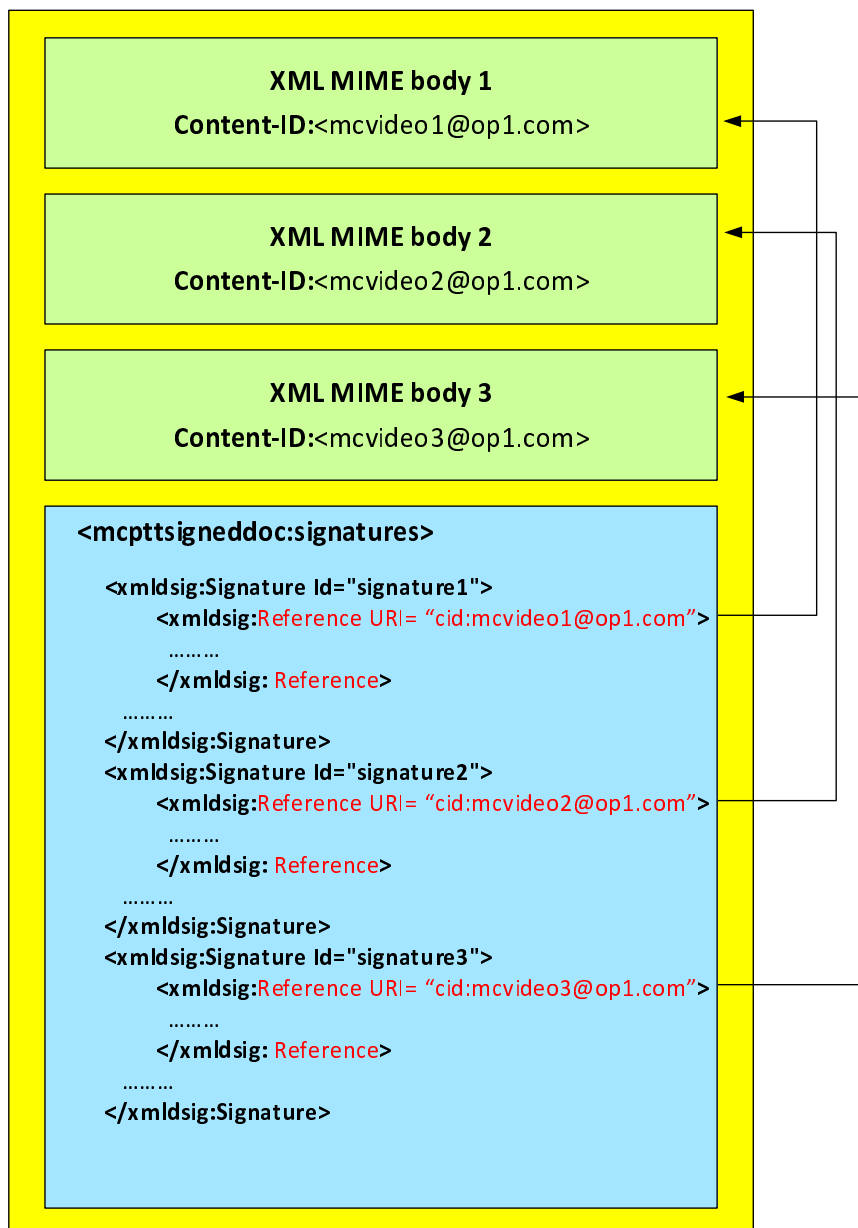 XML MIME body 1
Content-ID:<mcvideo1@op1.com>
XML MIME body 2
Content-ID:<mcvideo2@op1.com>
XML MIME body 3
Content-ID:<mcvideo3@op1.com>
<mcpttsigneddoc:signatures>
<xmldsig:Signature Id="signature1">
<xmldsig:Reference URI= “cid:mcvideo1@op1.com”>
………
</xmldsig: Reference>
………
</xmldsig:Signature>
<xmldsig:Signature Id="signature2">
<xmldsig:Reference URI= “cid:mcvideo2@op1.com”>
………
</xmldsig: Reference>
………
</xmldsig:Signature>
<xmldsig:Signature Id="signature3">
<xmldsig:Reference URI= “cid:mcvideo3@op1.com”>
………
</xmldsig: Reference>
………
</xmldsig:Signature>